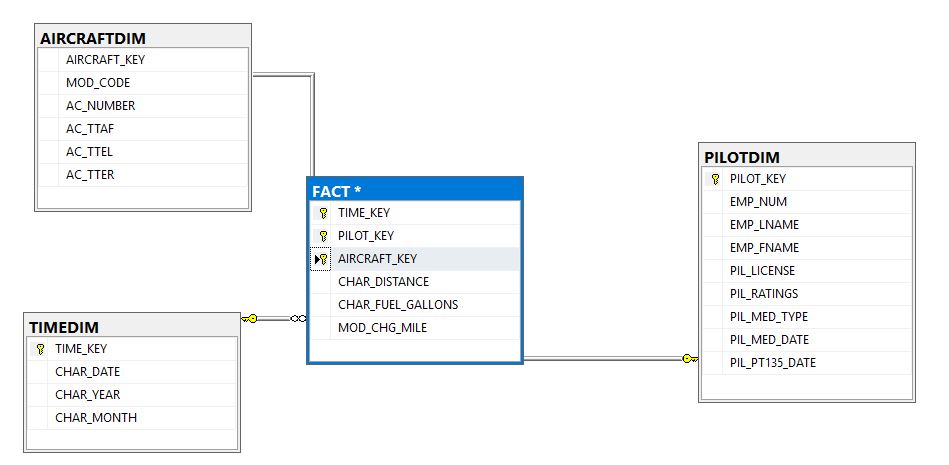 AIRCRAFTDIM
AIRCRAFT_KEY
MOD_CODE
AC_NUMBER
AC_TTAF
AC_TTEL
AC_TTER
FACT *
TIME_KEY
PILOT_KEY
AIRCRAFT_KEY
CHAR_DISTANCE
CHAR_FUEL_GALLONS
MOD_CHG_MILE
PILOTDIM
PILOT_KEY
EMP_NUM
EMP_LNAME
EMP_FNAME
PIL_LICENSE
PIL_RATINGS
PIL_MED_TYPE
PIL_MED_DATE
PIL_PT135_DATE
TIMEDIM
TIME_KEY
CHAR_DATE
CHAR_YEAR
CHAR_MONTH